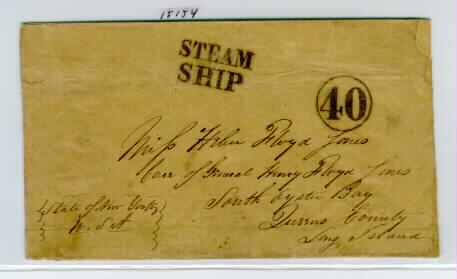 15154
STEAM
SHIP
40
Miss Helen Floyd Jones
Care of General Henry Floyd Jones
South Oyster Bay
Queens County
Long Island
State of New York
U.S.A